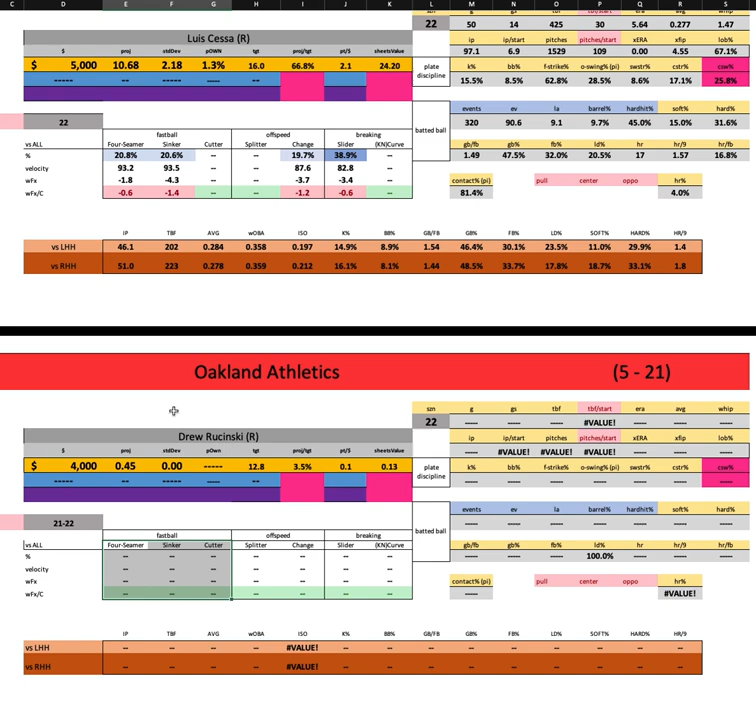 C D E F G H I J K L M N O P Q R S
szn g gs tbf tbf/start era avg whip
22 50 14 425 30 5.64 0.277 1.47
Luis Cessa (R)
ip ip/start pitches pitches/start xERA xfip lob%
97.1 6.9 1529 109 0.00 4.55 67.1%
$ proj stdDev pOWN tgt proj/tgt pt/$ sheetsValue
$ 5,000 10.68 2.18 1.3% 16.0 66.8% 2.1 24.20
plate discipline
k% bb% f-strike% o-swing% (pi) swstr% cstr% csw%
15.5% 8.5% 62.8% 28.5% 8.6% 17.1% 25.8%
----- -- ---- --
batted ball
events ev la barrel% hardhit% soft% hard%
320 90.6 9.1 9.7% 45.0% 15.0% 31.6%
22
fastball offspeed breaking
vs ALL Four-Seamer Sinker Cutter Splitter Change Slider (KN)Curve
gb/fb gb% fb% ld% hr hr/9 hr/fb
% 20.8% 20.6% -- -- 19.7% 38.9% --
1.49 47.5% 32.0% 20.5% 17 1.57 16.8%
velocity 93.2 93.5 -- -- 87.6 82.8 --
wFx -1.8 -4.3 -- -- -3.7 -3.4 --
wFx/C -0.6 -1.4 -- -- -1.2 -0.6 --
contact% (pi) pull center oppo hr%
81.4% 4.0%
IP TBF AVG wOBA ISO K% BB% GB/FB GB% FB% LD% SOFT% HARD% HR/9
vs LHH 46.1 202 0.284 0.358 0.197 14.9% 8.9% 1.54 46.4% 30.1% 23.5% 11.0% 29.9% 1.4
vs RHH 51.0 223 0.278 0.359 0.212 16.1% 8.1% 1.44 48.5% 33.7% 17.8% 18.7% 33.1% 1.8
Oakland Athletics (5 - 21)
szn g gs tbf tbf/start era avg whip
22 ----- ----- ----- #VALUE! ----- ----- -----
Drew Rucinski (R)
ip ip/start pitches pitches/start xERA xfip lob%
----- #VALUE! #VALUE! #VALUE! ----- ----- -----
$ proj stdDev pOwn tgt proj/tgt pt/$ sheetsValue
$ 4,000 0.45 0.00 ----- 12.8 3.5% 0.1 0.13
plate discipline
k% bb% f-strike% o-swing% (pi) swstr% cstr% csw%
----- ----- ----- ----- ----- ----- -----
----- -- ---- --
batted ball
events ev la barrel% hardhit% soft% hard%
----- ----- ----- ----- ----- ----- -----
21-22
fastball offspeed breaking
vs ALL Four-Seamer Sinker Cutter Splitter Change Slider (KN)Curve
gb/fb gb% fb% ld% hr hr/9 hr/fb
% -- -- -- -- -- -- --
----- ----- ----- 100.0% ----- ----- -----
velocity -- -- -- -- -- -- --
wFx -- -- -- -- -- -- --
wFx/C -- -- -- -- -- -- --
contact% (pi) pull center oppo hr%
----- #VALUE!
IP TBF AVG wOBA ISO K% BB% GB/FB GB% FB% LD% SOFT% HARD% HR/9
vs LHH -- -- -- -- #VALUE! -- -- -- -- -- -- -- -- --
vs RHH -- -- -- -- #VALUE! -- -- -- -- -- -- -- -- --